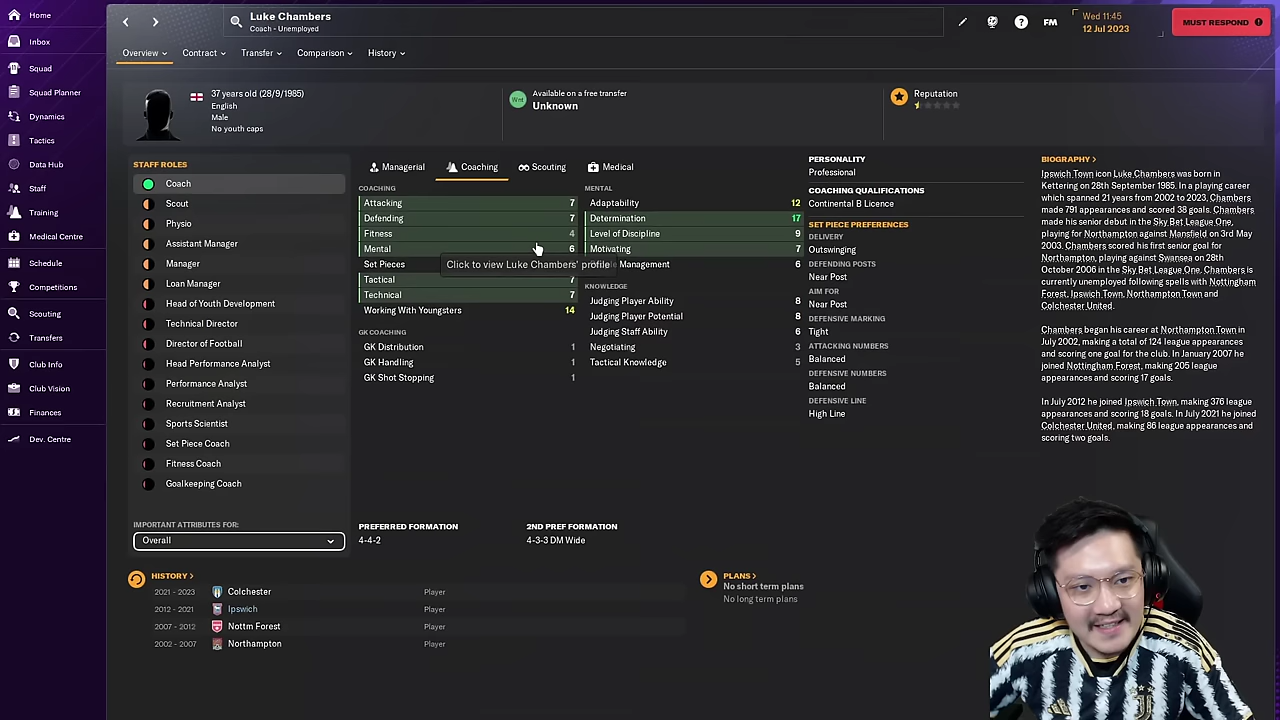 Home
Inbox
Squad
Squad Planner
Dynamics
Tactics
Data Hub
Staff
Training
Medical Centre
Schedule
Competitions
Scouting
Transfers
Club Info
Club Vision
Finances
Dev. Centre
Luke Chambers
Coach - Unemployed
FM
Wed 11:45
12 Jul 2023
MUST RESPOND
Overview
Contract
Transfer
Comparison
History
37 years old (28/9/1985)
English
Male
No youth caps
Wnt
Available on a free transfer
Unknown
Reputation
STAFF ROLES
Coach
Scout
Physio
Assistant Manager
Manager
Loan Manager
Head of Youth Development
Technical Director
Director of Football
Head Performance Analyst
Performance Analyst
Recruitment Analyst
Sports Scientist
Set Piece Coach
Fitness Coach
Goalkeeping Coach
IMPORTANT ATTRIBUTES FOR:
Overall
Managerial
Coaching
Scouting
Medical
COACHING
Attacking 7
Defending 7
Fitness 4
Mental 6
Set Pieces
Tactical 7
Technical 7
Working With Youngsters 14
GK COACHING
GK Distribution 1
GK Handling 1
GK Shot Stopping 1
Click to view Luke Chambers' profile
MENTAL
Adaptability 12
Determination 17
Level of Discipline 9
Motivating 7
Management 6
KNOWLEDGE
Judging Player Ability 8
Judging Player Potential 8
Judging Staff Ability 6
Negotiating 3
Tactical Knowledge 5
PREFERRED FORMATION
4-4-2
2ND PREF FORMATION
4-3-3 DM Wide
PERSONALITY
Professional
COACHING QUALIFICATIONS
Continental B Licence
SET PIECE PREFERENCES
DELIVERY
Outswinging
DEFENDING POSTS
Near Post
AIM FOR
Near Post
DEFENSIVE MARKING
Tight
ATTACKING NUMBERS
Balanced
DEFENSIVE NUMBERS
Balanced
DEFENSIVE LINE
High Line
BIOGRAPHY >
Ipswich Town icon Luke Chambers was born in
Kettering on 28th September 1985. In a playing career
which spanned 21 years from 2002 to 2023, Chambers
made 791 appearances and scored 38 goals. Chambers
made his senior debut in the Sky Bet League One,
playing for Northampton against Mansfield on 3rd May
2003. Chambers scored his first senior goal for
Northampton, playing against Swansea on 28th
October 2006 in the Sky Bet League One. Chambers is
currently unemployed following spells with Nottingham
Forest, Ipswich Town, Northampton Town and
Colchester United.
Chambers began his career at Northampton Town in
July 2002, making a total of 124 league appearances
and scoring one goal for the club. In January 2007 he
joined Nottingham Forest, making 205 league
appearances and scoring 17 goals.
In July 2012 he joined Ipswich Town, making 376 league
appearances and scoring 18 goals. In July 2021 he joined
Colchester United, making 86 league appearances and
scoring two goals.
HISTORY >
2021 - 2023 Colchester Player
2012 - 2021 Ipswich Player
2007 - 2012 Nottm Forest Player
2002 - 2007 Northampton Player
PLANS >
No short term plans
No long term plans